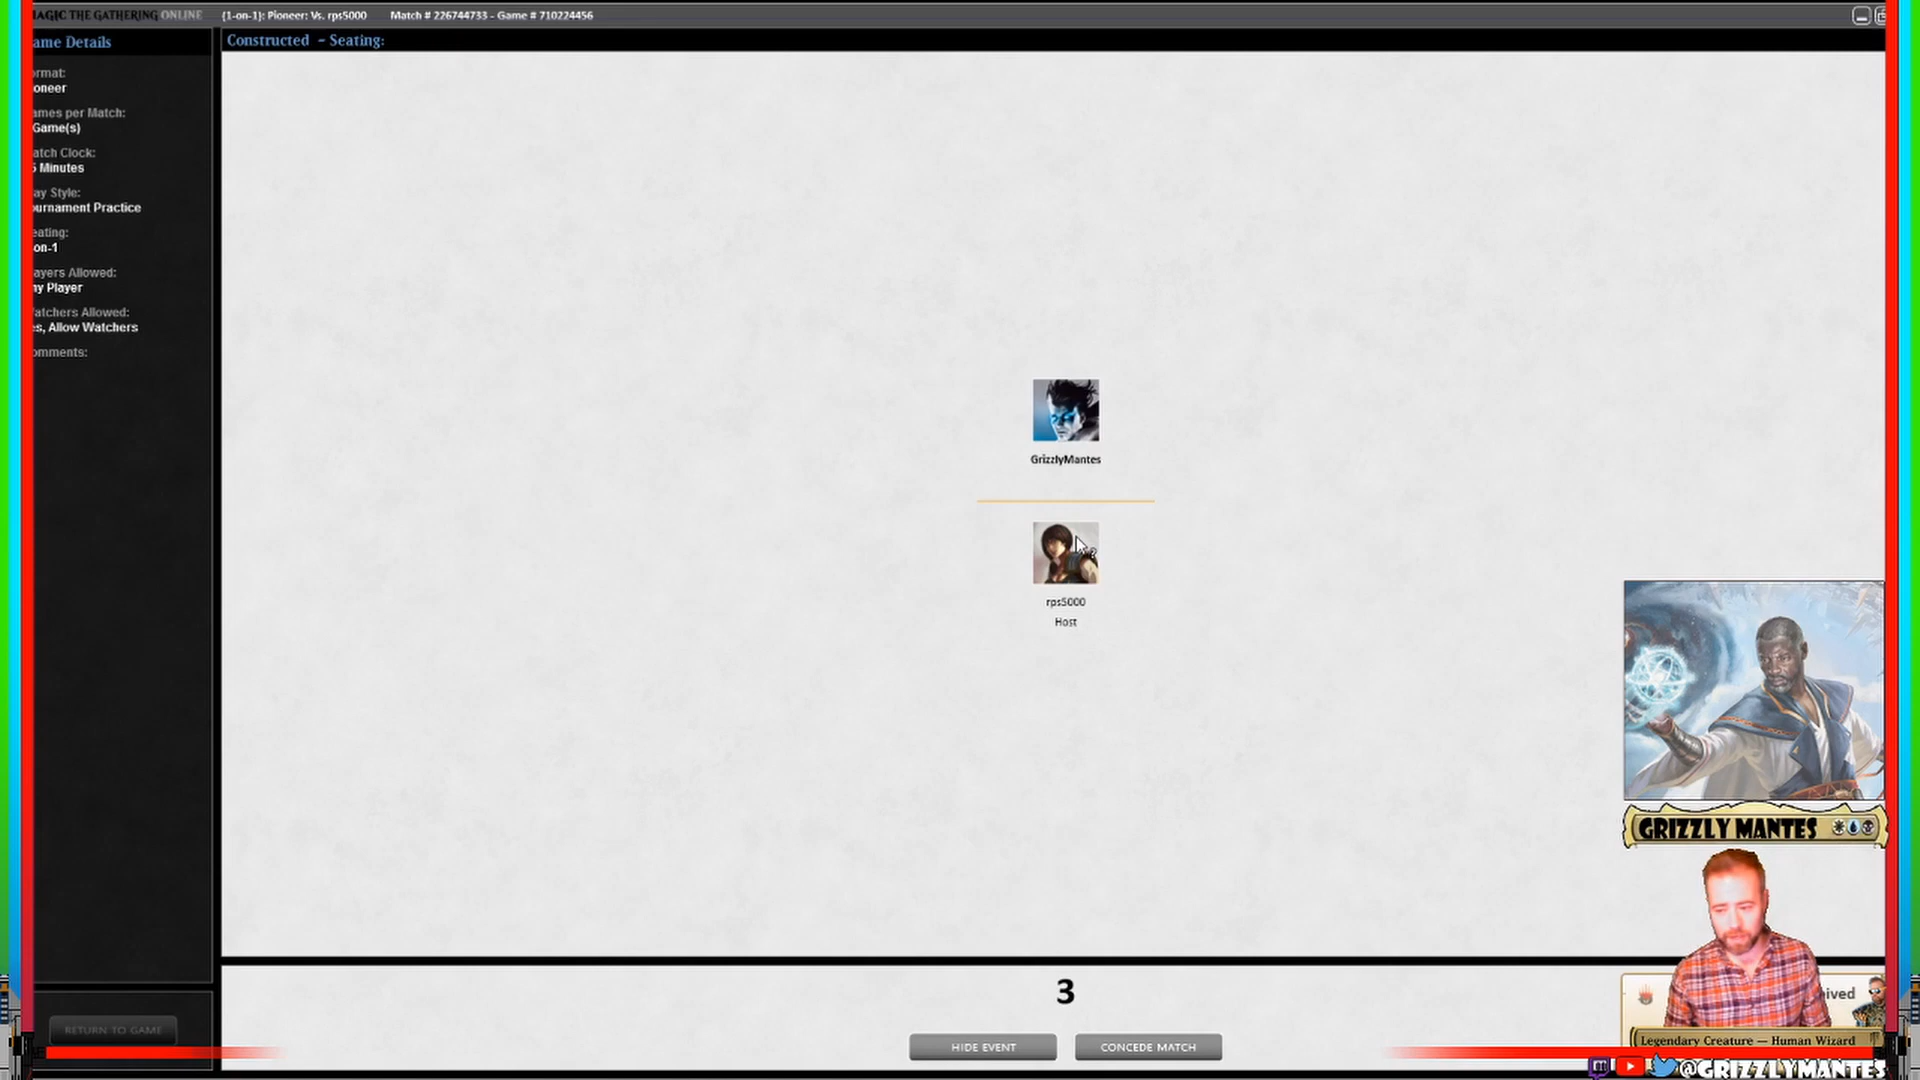 MAGIC THE GATHERING ONLINE
(1-on-1): Pioneer: Vs. rps5000 Match # 226744733 - Game # 710224456
ame Details
Constructed - Seating:
ormat:
oneer
ames per Match:
Game(s)
atch Clock:
5 Minutes
ay Style:
ournament Practice
eating:
on-1
ayers Allowed:
ny Player
atchers Allowed:
es, Allow Watchers
omments:
GrizzlyMantes
rps5000
Host
GRIZZLY MANTES
3
ived
RETURN TO GAME
HIDE EVENT
CONCEDE MATCH
Legendary Creature — Human Wizard
@GRIZZLYMANTES